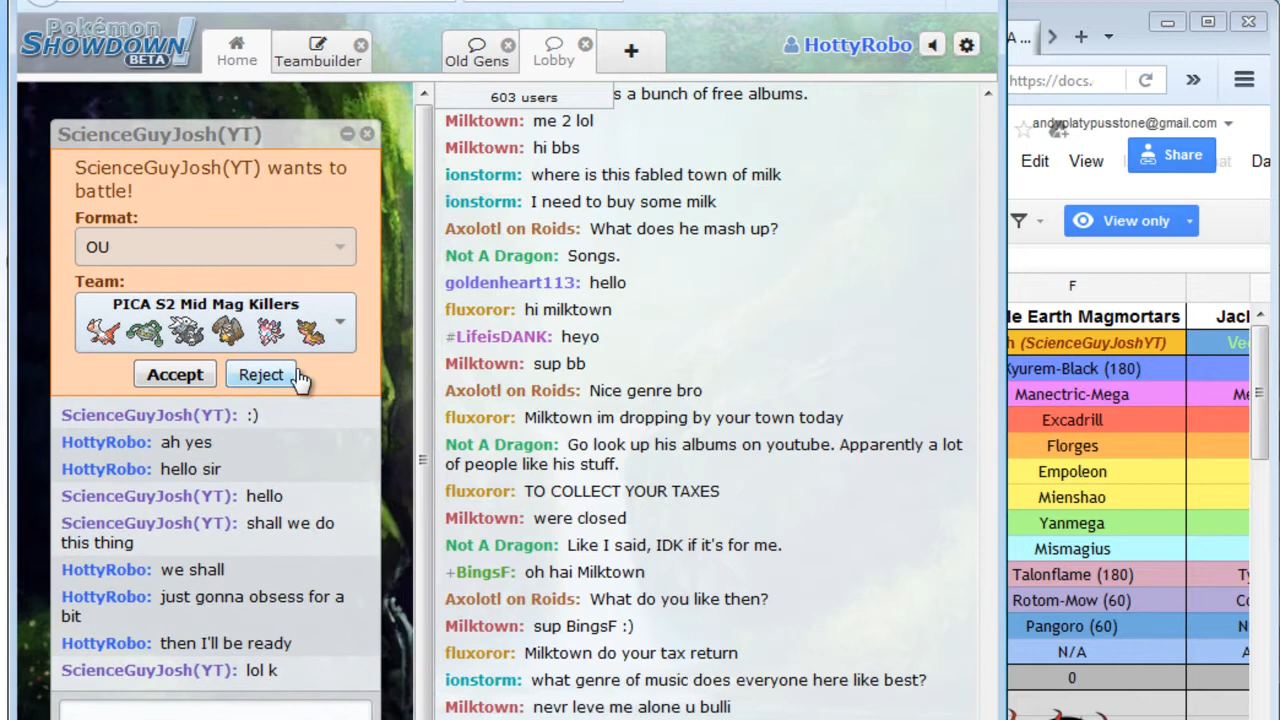 Pokémon
SHOWDOWN!
BETA
Home
Teambuilder
Old Gens
Lobby
HottyRobo
ScienceGuyJosh(YT)
ScienceGuyJosh(YT) wants to
battle!
Format:
OU
Team:
PICA S2 Mid Mag Killers
Accept
Reject
ScienceGuyJosh(YT): :)
HottyRobo: ah yes
HottyRobo: hello sir
ScienceGuyJosh(YT): hello
ScienceGuyJosh(YT): shall we do
this thing
HottyRobo: we shall
HottyRobo: just gonna obsess for a
bit
HottyRobo: then I'll be ready
ScienceGuyJosh(YT): lol k
603 users
s a bunch of free albums.
Milktown: me 2 lol
Milktown: hi bbs
ionstorm: where is this fabled town of milk
ionstorm: I need to buy some milk
Axolotl on Roids: What does he mash up?
Not A Dragon: Songs.
goldenheart113: hello
fluxoror: hi milktown
#LifeisDANK: heyo
Milktown: sup bb
Axolotl on Roids: Nice genre bro
fluxoror: Milktown im dropping by your town today
Not A Dragon: Go look up his albums on youtube. Apparently a lot
of people like his stuff.
fluxoror: TO COLLECT YOUR TAXES
Milktown: were closed
Not A Dragon: Like I said, IDK if it's for me.
+BingsF: oh hai Milktown
Axolotl on Roids: What do you like then?
Milktown: sup BingsF :)
fluxoror: Milktown do your tax return
ionstorm: what genre of music does everyone here like best?
Milktown: nevr leve me alone u bulli
A ...
https://docs.
andyplatypusstone@gmail.com
Edit View
Share
Da
View only
F
le Earth Magmortars
Jack
h (ScienceGuyJoshYT)
Kyurem-Black (180)
Manectric-Mega
Me
Excadrill
Florges
Empoleon
Mienshao
Yanmega
Mismagius
Talonflame (180)
Ty
Rotom-Mow (60)
Co
Pangoro (60)
N
N/A
A
0